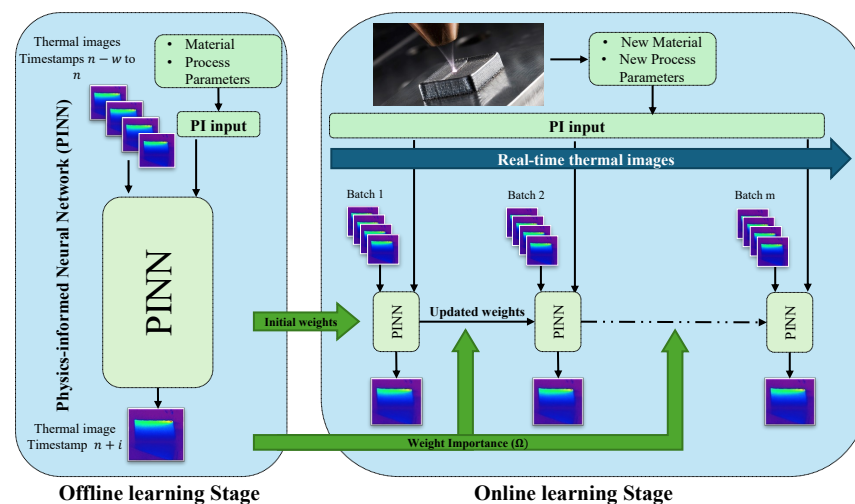 Thermal images
Timestamps n − w to
n
• Material
• Process
Parameters
PI input
Physics-informed Neural Network (PINN)
PINN
Thermal image
Timestamp n + i
Offline learning Stage
• New Material
• New Process
Parameters
PI input
Real-time thermal images
Batch 1
Batch 2
Batch m
Initial weights
PINN
Updated weights
PINN
PINN
Weight Importance (Ω)
Online learning Stage